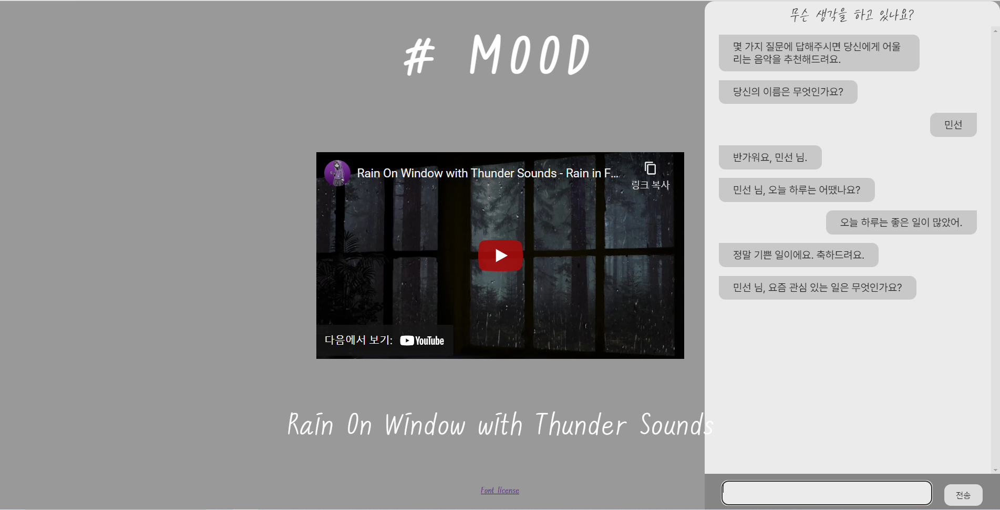 # MOOD
Rain On Window with Thunder Sounds - Rain in F...
링크 복사
다음에서 보기: YouTube
Rain On Window with Thunder Sounds
Font license
무슨 생각을 하고 있나요?
몇 가지 질문에 답해주시면 당신에게 어울
리는 음악을 추천해드려요.
당신의 이름은 무엇인가요?
민선
반가워요, 민선 님.
민선 님, 오늘 하루는 어땠나요?
오늘 하루는 좋은 일이 많았어.
정말 기쁜 일이에요. 축하드려요.
민선 님, 요즘 관심 있는 일은 무엇인가요?
전송